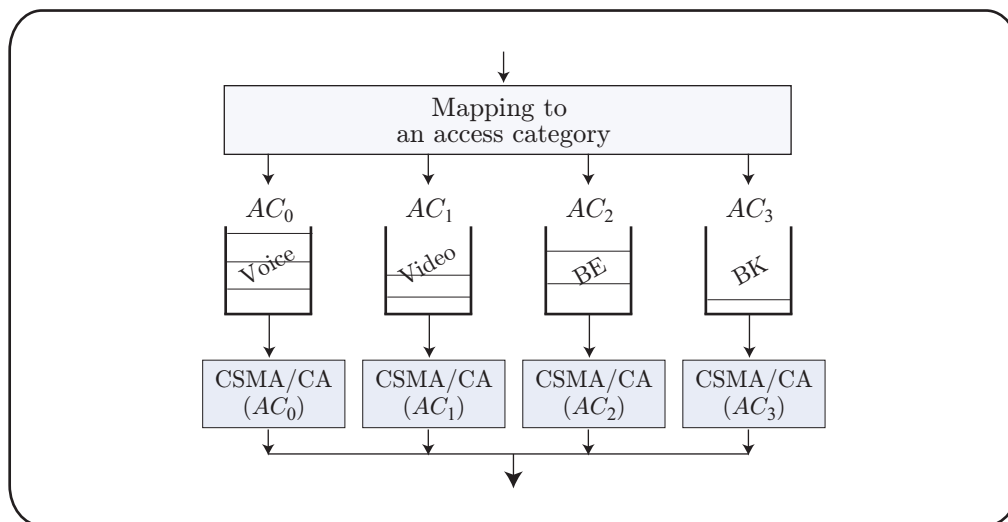 Mapping to
an access category
AC₀ AC₁ AC₂ AC₃
Voice Video BE BK
CSMA/CA CSMA/CA CSMA/CA CSMA/CA
(AC₀) (AC₁) (AC₂) (AC₃)